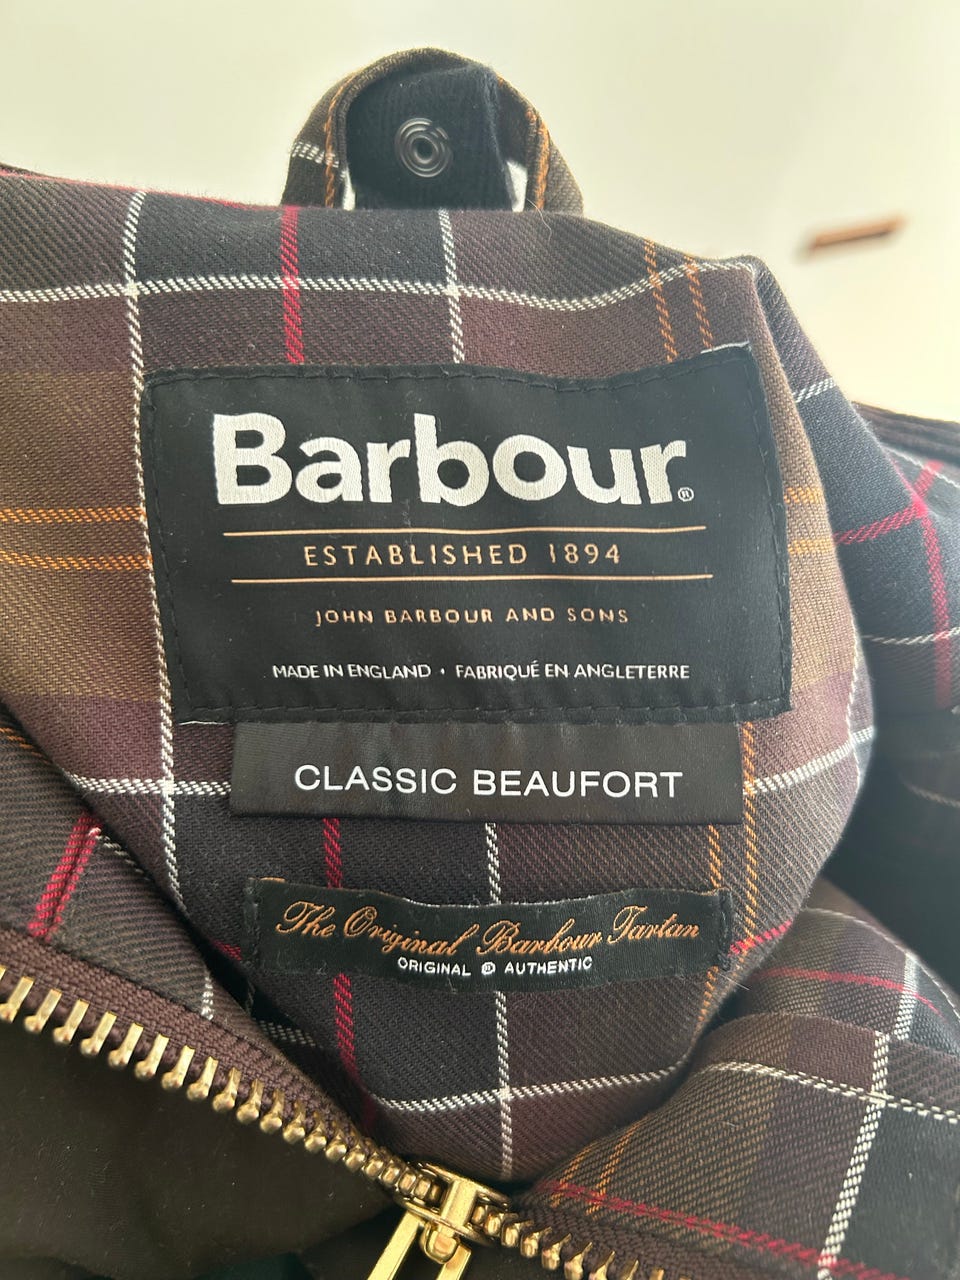 Barbour®
ESTABLISHED 1894
JOHN BARBOUR AND SONS
MADE IN ENGLAND • FABRIQUÉ EN ANGLETERRE
CLASSIC BEAUFORT
The Original Barbour Tartan
ORIGINAL ® AUTHENTIC